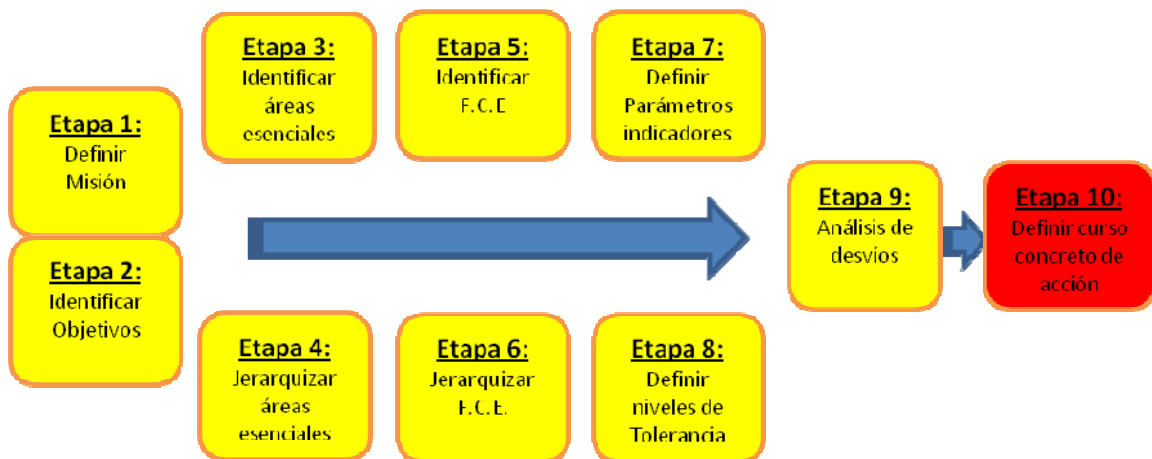 Etapa 1:
Definir
Misión
Etapa 2:
Identificar
Objetivos
Etapa 3:
Identificar
áreas
esenciales
Etapa 4:
Jerarquizar
áreas
esenciales
Etapa 5:
Identificar
F.C.E
Etapa 6:
Jerarquizar
F.C.E.
Etapa 7:
Definir
Parámetros
indicadores
Etapa 8:
Definir
niveles de
Tolerancia
Etapa 9:
Análisis de
desvíos
Etapa 10:
Definir curso
concreto de
acción